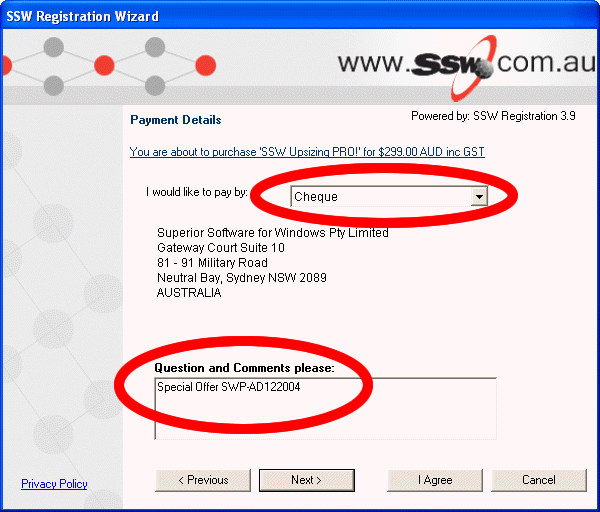 SSW Registration Wizard
www.SSW.com.au
Payment Details
Powered by: SSW Registration 3.9
You are about to purchase 'SSW Upsizing PRO!' for $299.00 AUD inc GST
I would like to pay by:
Cheque
Superior Software for Windows Pty Limited
Gateway Court Suite 10
81 - 91 Military Road
Neutral Bay, Sydney NSW 2089
AUSTRALIA
Question and Comments please:
Special Offer SWP-AD122004
Privacy Policy
< Previous
Next >
I Agree
Cancel